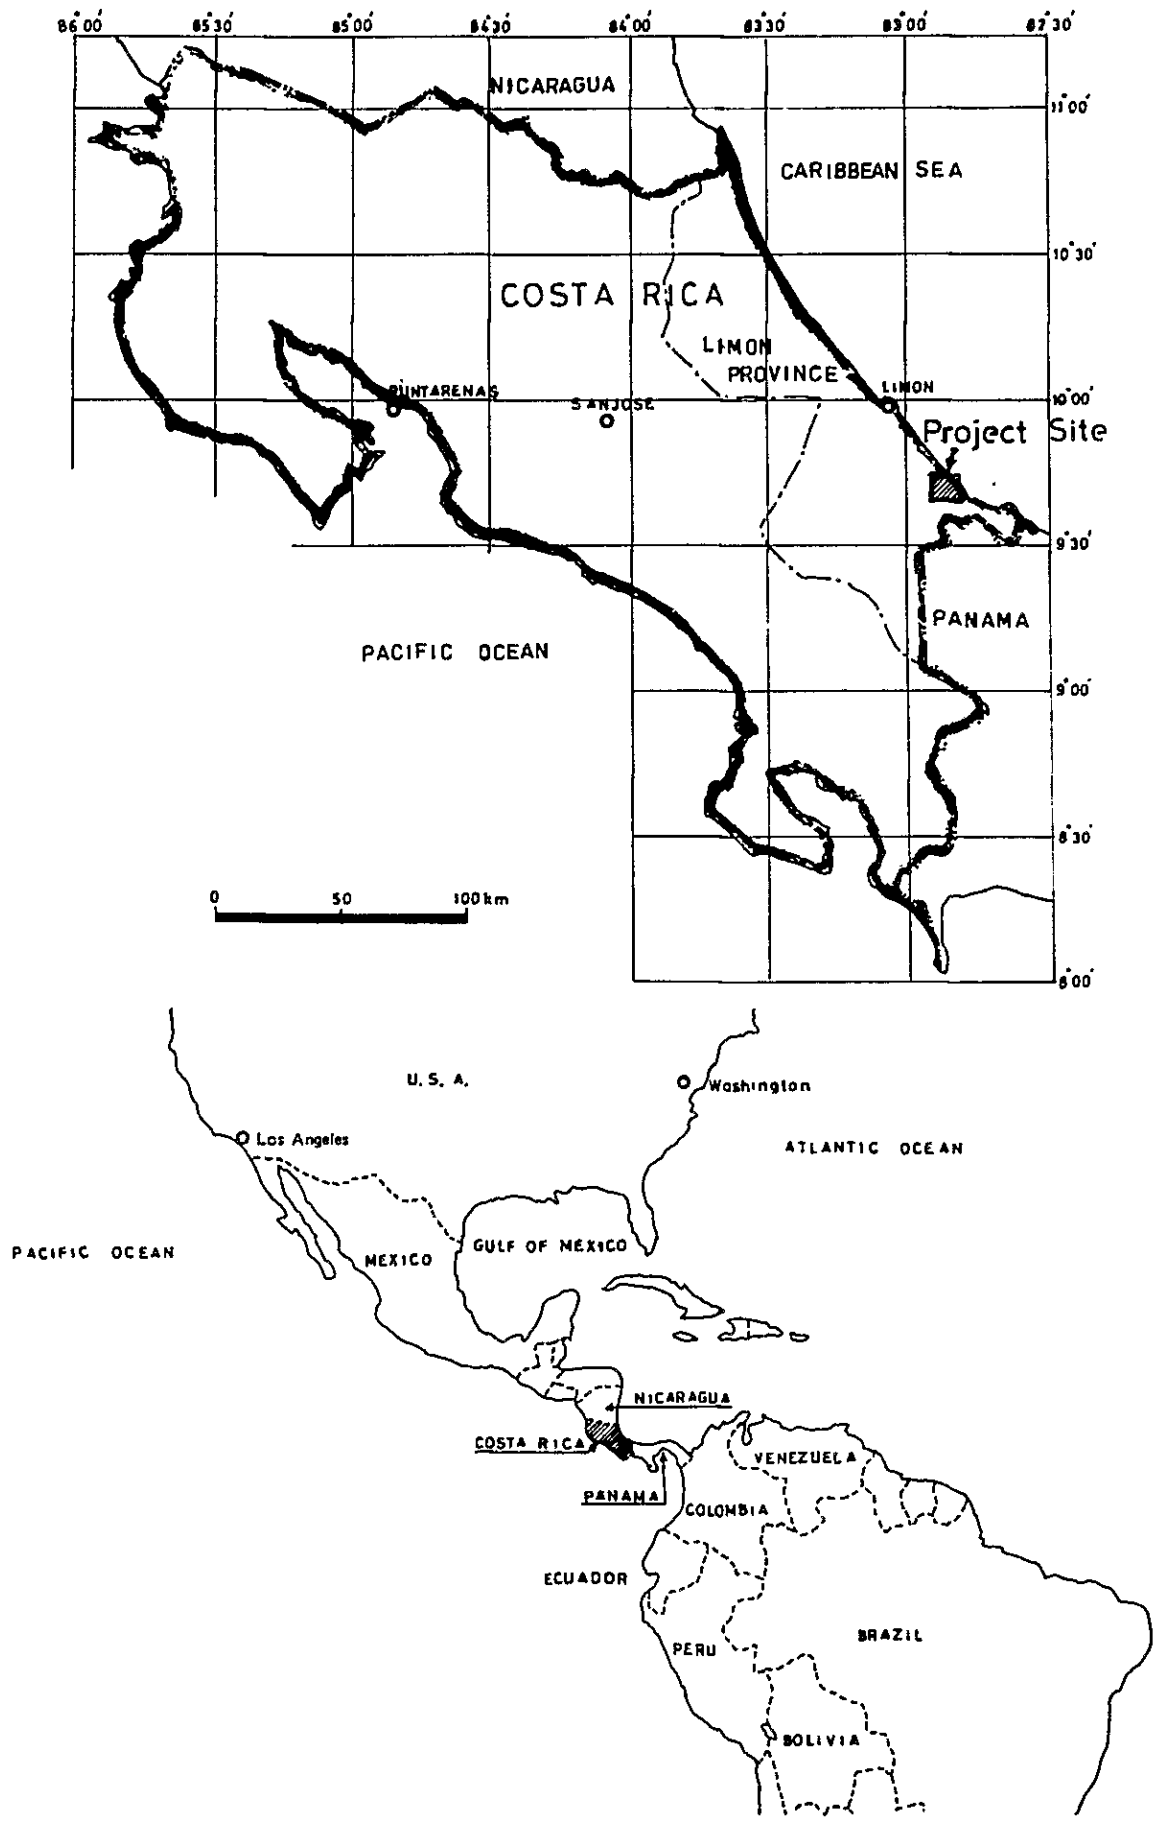 86°00' 85°30' 85°00' 84°30' 84°00' 83°30' 83°00' 82°30'
NICARAGUA
11°00'
CARIBBEAN SEA
10°30'
COSTA RICA
LIMON
PROVINCE
LIMON
PUNTARENAS
SANJOSE
10°00'
Project Site
9°30'
PANAMA
PACIFIC OCEAN
9°00'
8°30'
0 50 100km
8°00'
U.S.A.
Washington
Los Angeles
ATLANTIC OCEAN
PACIFIC OCEAN
MEXICO
GULF OF MEXICO
NICARAGUA
COSTA RICA
VENEZUELA
PANAMA
COLOMBIA
ECUADOR
BRAZIL
PERU
BOLIVIA